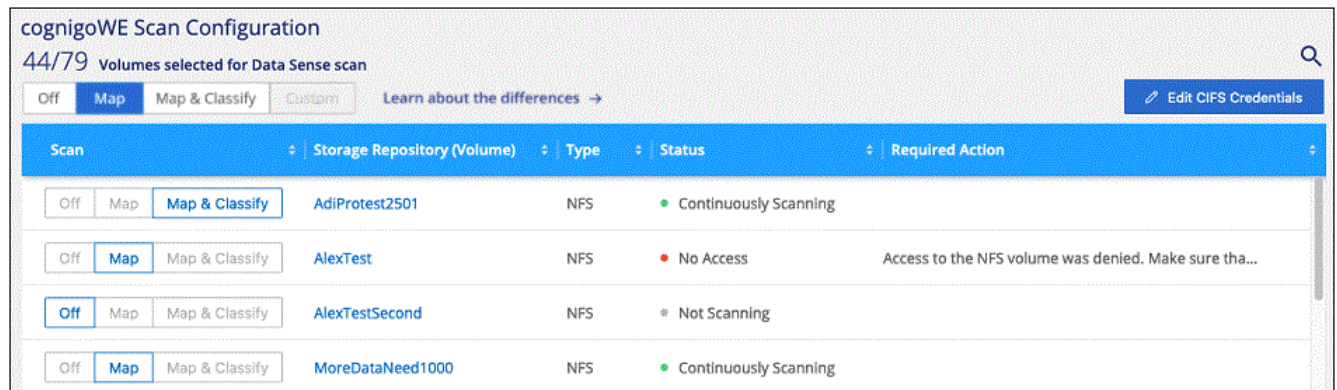 cognigoWE Scan Configuration
44/79 Volumes selected for Data Sense scan
Off Map Map & Classify Custom Learn about the differences → Edit CIFS Credentials
Scan Storage Repository (Volume) Type Status Required Action
Off Map Map & Classify AdiProtest2501 NFS Continuously Scanning
Off Map Map & Classify AlexTest NFS No Access Access to the NFS volume was denied. Make sure tha...
Off Map Map & Classify AlexTestSecond NFS Not Scanning
Off Map Map & Classify MoreDataNeed1000 NFS Continuously Scanning